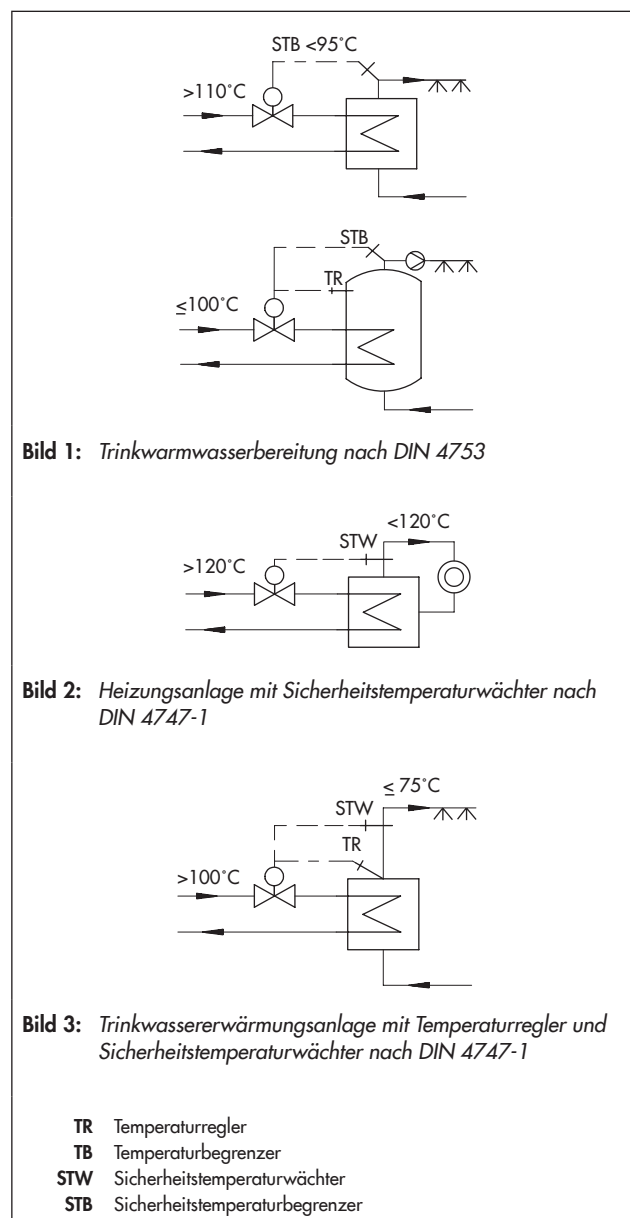 STB <95°C
>110°C
STB
TR
≤100°C
Bild 1: Trinkwarmwasserbereitung nach DIN 4753
<120°C
STW
>120°C
Bild 2: Heizungsanlage mit Sicherheitstemperaturwächter nach
DIN 4747-1
≤ 75°C
STW
TR
>100°C
Bild 3: Trinkwassererwärmungsanlage mit Temperaturregler und
Sicherheitstemperaturwächter nach DIN 4747-1
TR Temperaturregler
TB Temperaturbegrenzer
STW Sicherheitstemperaturwächter
STB Sicherheitstemperaturbegrenzer